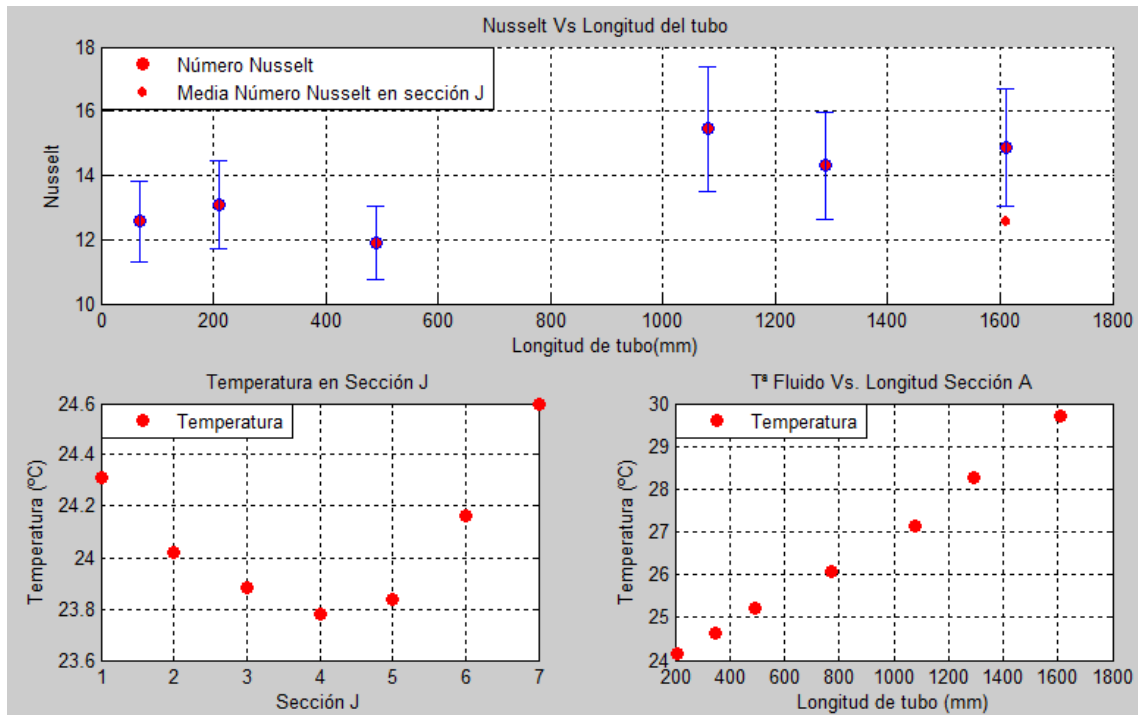 Nusselt Vs Longitud del tubo
Nusselt
18
16
14
12
10
Número Nusselt
Media Número Nusselt en sección J
0 200 400 600 800 1000 1200 1400 1600 1800
Longitud de tubo(mm)
Temperatura en Sección J
Temperatura (ºC)
24.6
24.4
24.2
24
23.8
23.6
Temperatura
1 2 3 4 5 6 7
Sección J
Tª Fluido Vs. Longitud Sección A
Temperatura (ºC)
30
29
28
27
26
25
24
Temperatura
200 400 600 800 1000 1200 1400 1600 1800
Longitud de tubo (mm)